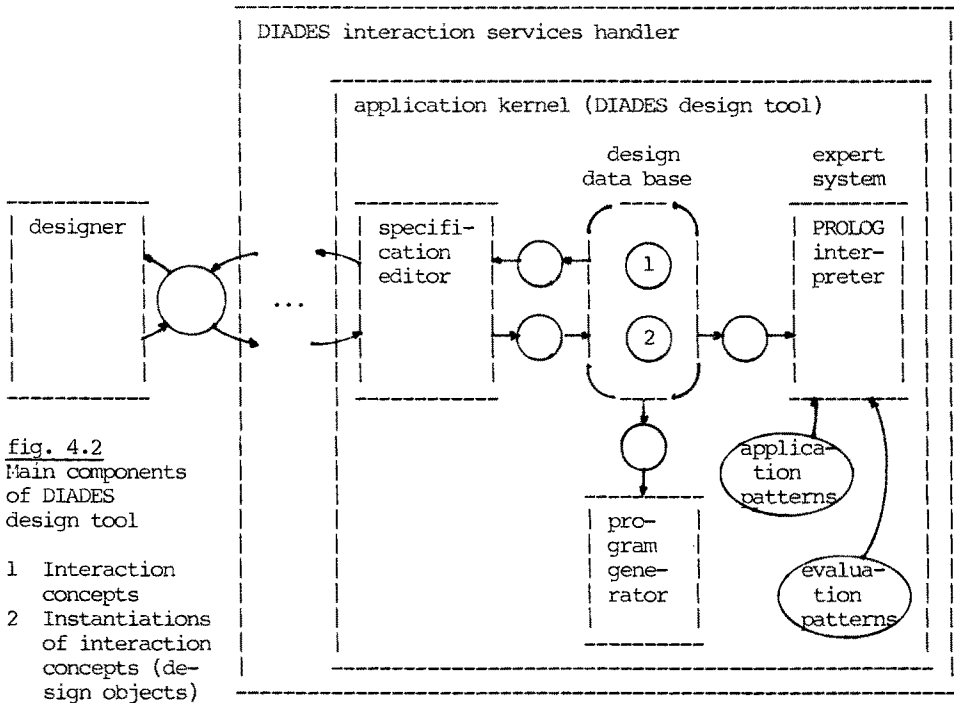 DIADES interaction services handler
application kernel (DIADES design tool)
design
data base
expert
system
designer
specifi-
cation
editor
PROLOG
inter-
preter
1
2
...
applica-
tion
patterns
pro-
gram
gene-
rator
evalua-
tion
patterns
fig. 4.2
Main components
of DIADES
design tool
1 Interaction
concepts
2 Instantiations
of interaction
concepts (de-
sign objects)